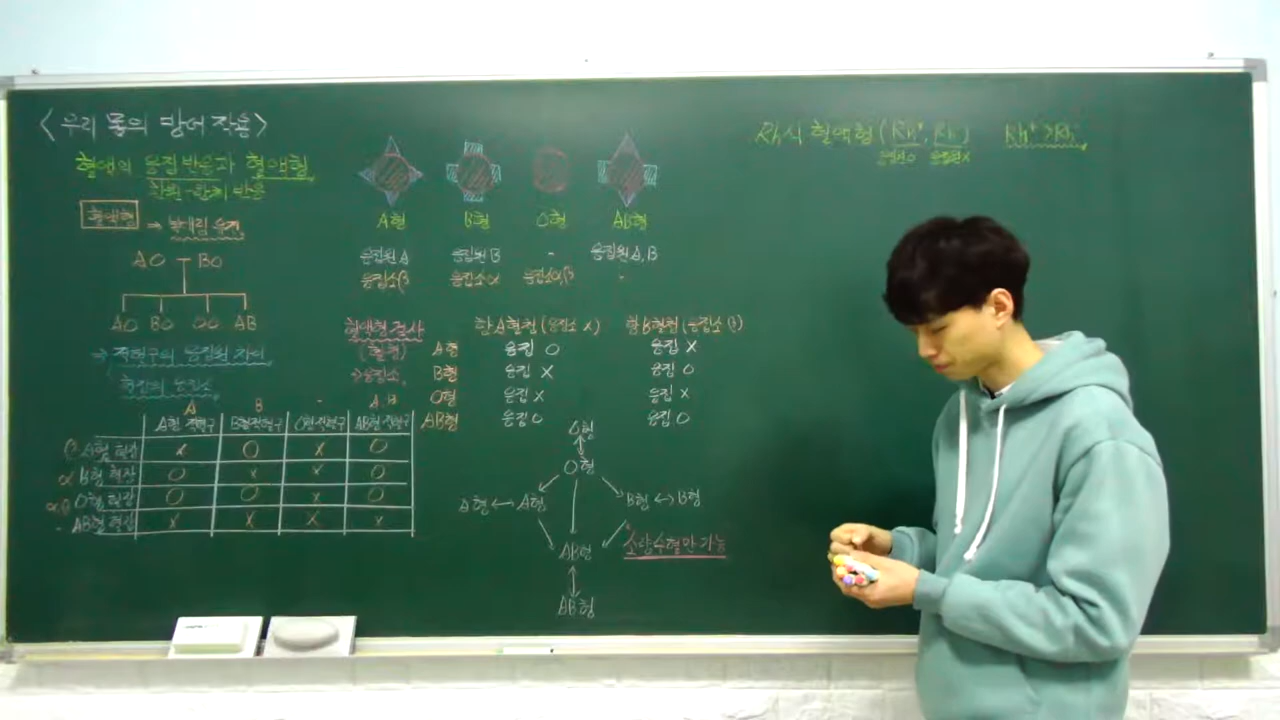 <우리 몸의 방어 작용>
혈액의 응집 반응과 혈액형
항원-항체 반응
혈액형 ⇒ 복대립 유전
AO BO
AO BO OO AB
→ 적혈구의 응집원 차이
혈장의 응집소
A B - A, B
A형 적혈구 B형 적혈구 O형 적혈구 AB형 적혈구
β A형 혈장 X O X O
α B형 혈장 O X X O
α,β O형 혈장 O O X O
- AB형 혈장 X X X X
A형 B형 O형 AB형
응집원 A 응집원 B - 응집원 A, B
응집소 β 응집소 α 응집소 α, β -
혈액형 검사 항 A 혈청 (응집소 α) 항 B 혈청 (응집소 β)
(혈청) A형 응집 O 응집 X
→응집소 B형 응집 X 응집 O
O형 응집 X 응집 X
AB형 응집 O 응집 O
O형
O형
A형 ↔ A형 B형 ↔ B형
AB형
AB형
소량수혈만 가능
Rh식 혈액형 (Rh⁺, Rh⁻) Rh⁺ > Rh⁻
응집원 O 응집원 X